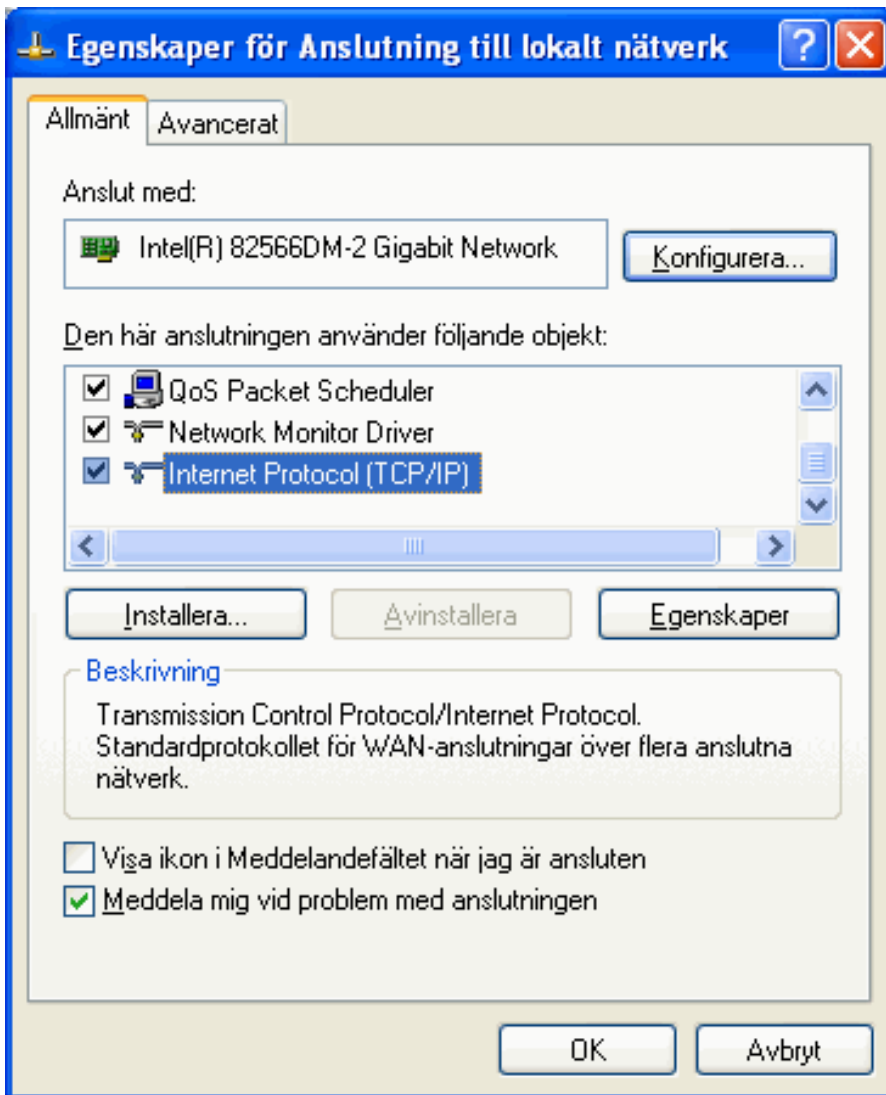 Egenskaper för Anslutning till lokalt nätverk
Allmänt
Avancerat
Anslut med:
Intel(R) 82566DM-2 Gigabit Network
Konfigurera...
Den här anslutningen använder följande objekt:
QoS Packet Scheduler
Network Monitor Driver
Internet Protocol (TCP/IP)
Installera...
Avinstallera
Egenskaper
Beskrivning
Transmission Control Protocol/Internet Protocol.
Standardprotokollet för WAN-anslutningar över flera anslutna
nätverk.
Visa ikon i Meddelandefältet när jag är ansluten
Meddela mig vid problem med anslutningen
OK
Avbryt